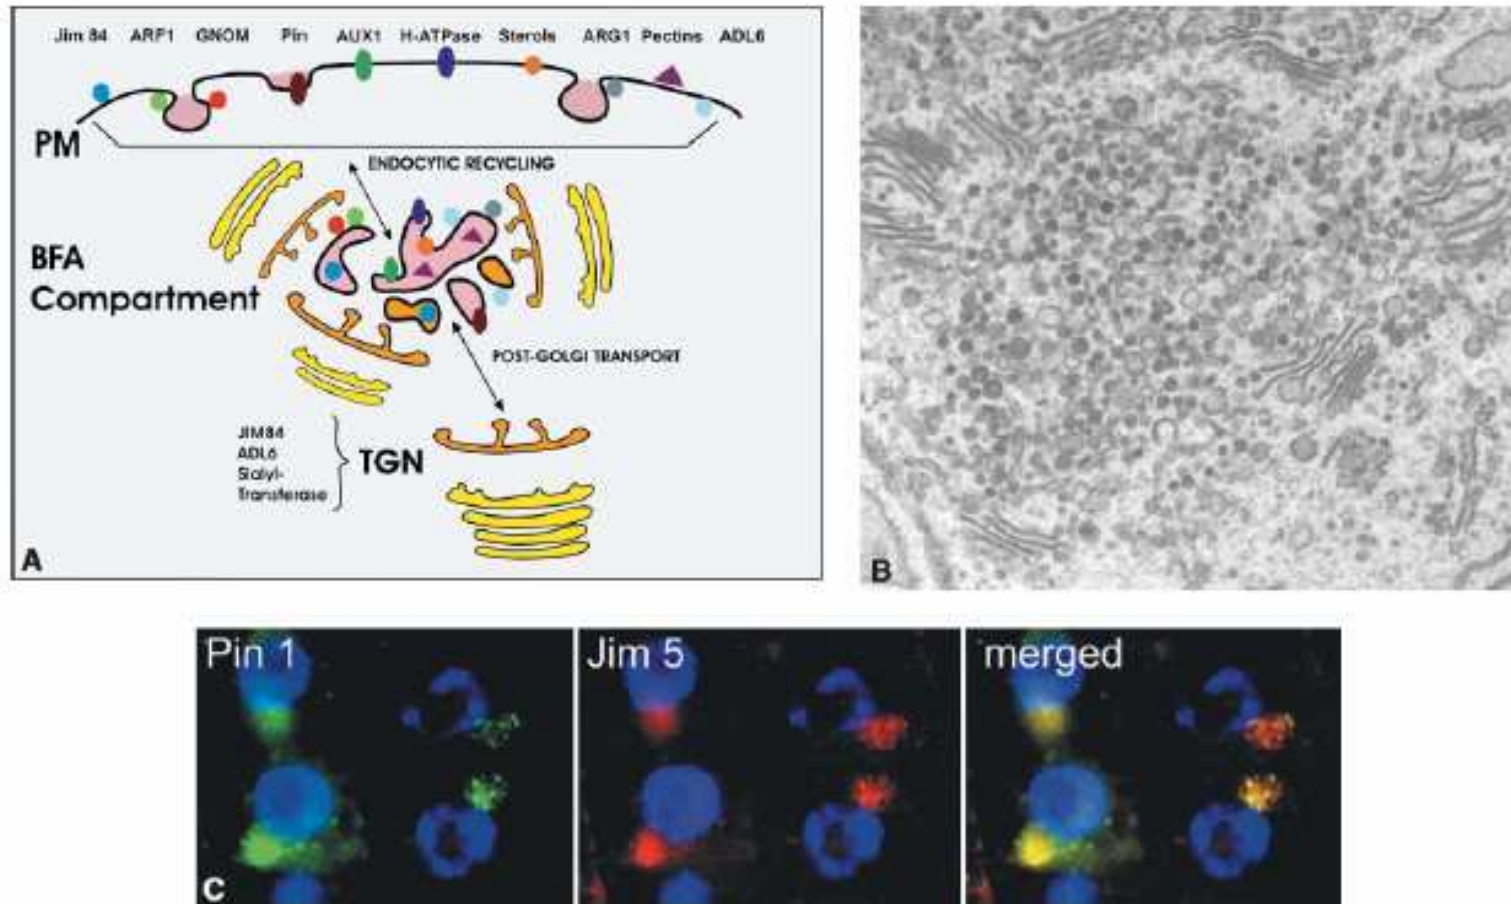 Jim 84 ARF1 GNOM Pin AUX1 H-ATPase Sterols ARG1 Pectins ADL6
PM
ENDOCYTIC RECYCLING
BFA
Compartment
POST-GOLGI TRANSPORT
JIM84
ADL6
Sialyl-
Transferase
TGN
A
B
Pin 1
Jim 5
merged
C